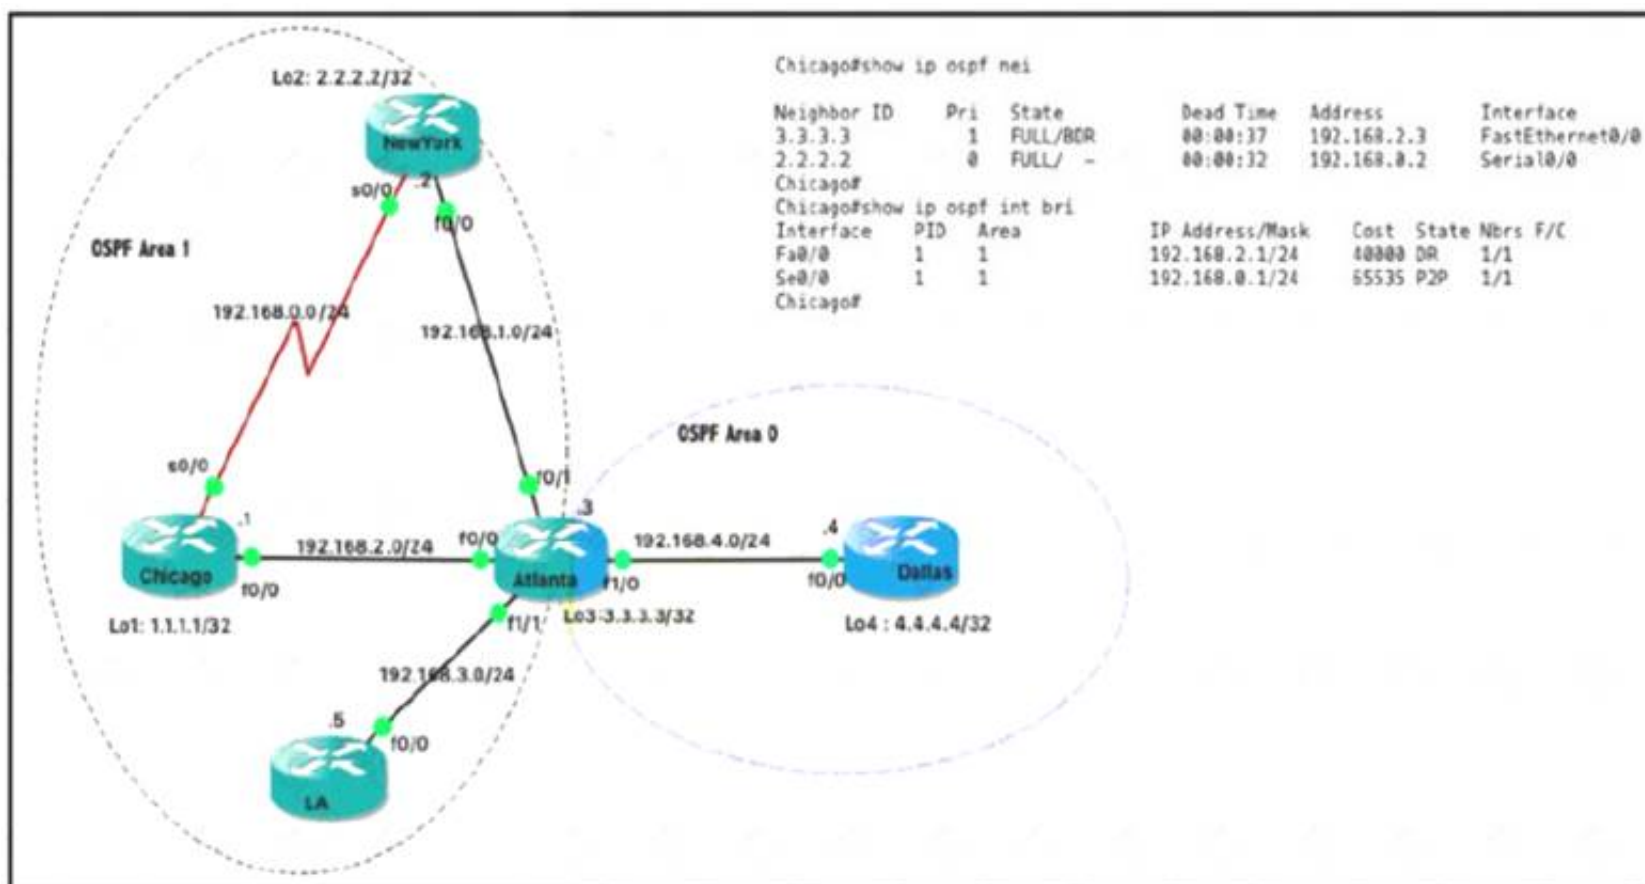 Lo2: 2.2.2.2/32
NewYork
s0/0
.2
f0/0
OSPF Area 1
192.168.0.0/24
192.168.1.0/24
s0/0
f0/1
.1
192.168.2.0/24
f0/0
.3
Chicago
f0/0
Atlanta
Lo1: 1.1.1.1/32
f1/1
Lo3:3.3.3.3/32
192.168.3.0/24
.5
f0/0
LA
OSPF Area 0
192.168.4.0/24
.4
f1/0
f0/0
Dallas
Lo4 : 4.4.4.4/32
Chicago#show ip ospf nei
Neighbor ID Pri State Dead Time Address Interface
3.3.3.3 1 FULL/BDR 00:00:37 192.168.2.3 FastEthernet0/0
2.2.2.2 0 FULL/ - 00:00:32 192.168.0.2 Serial0/0
Chicago#
Chicago#show ip ospf int bri
Interface PID Area IP Address/Mask Cost State Nbrs F/C
Fa0/0 1 1 192.168.2.1/24 40000 DR 1/1
Se0/0 1 1 192.168.0.1/24 65535 P2P 1/1
Chicago#